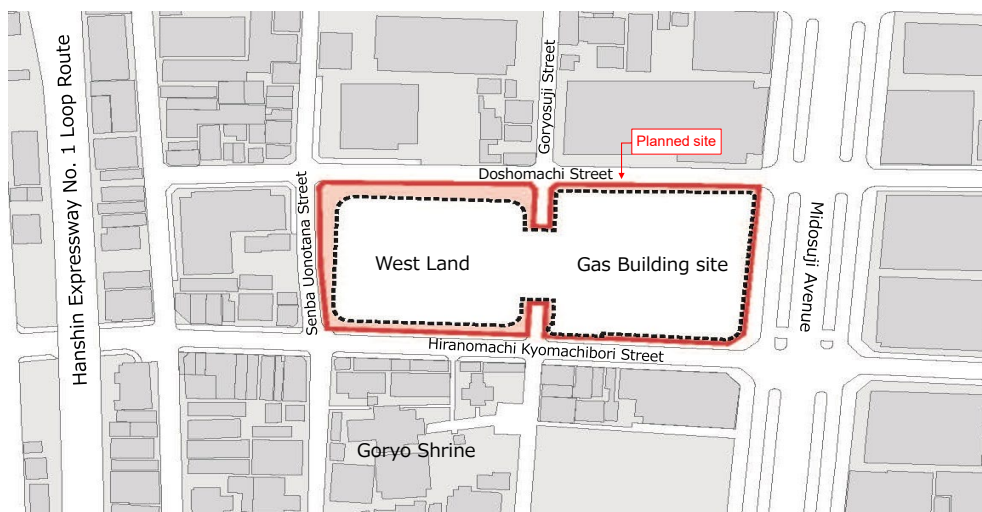 Hanshin Expressway No. 1 Loop Route
Goryosuji Street
Planned site
Doshomachi Street
Senba Uonotana Street
West Land
Gas Building site
Midosuji Avenue
Hiranomachi Kyomachibori Street
Goryo Shrine